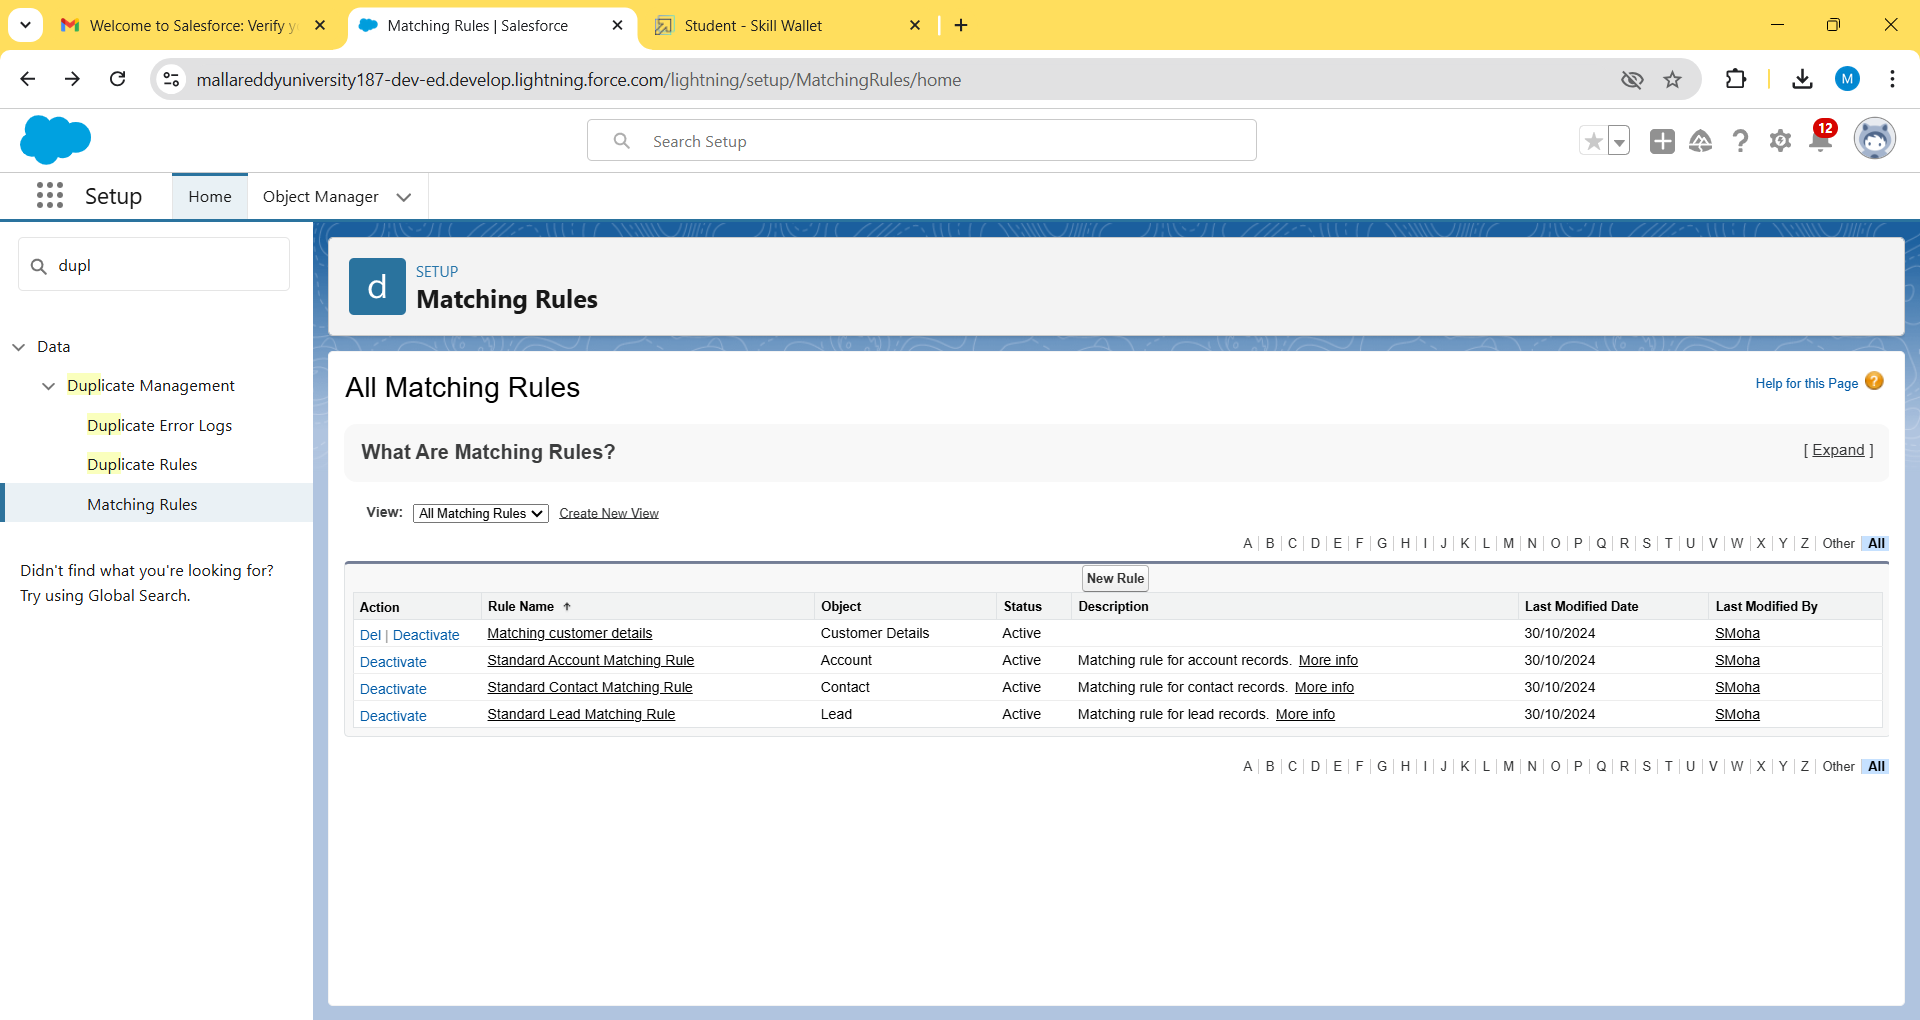 Welcome to Salesforce: Verify y
Matching Rules | Salesforce
Student - Skill Wallet
mallareddyuniversity187-dev-ed.develop.lightning.force.com/lightning/setup/MatchingRules/home
M
Search Setup
12
Setup
Home
Object Manager
dupl
Data
Duplicate Management
Duplicate Error Logs
Duplicate Rules
Matching Rules
Didn't find what you're looking for?
Try using Global Search.
d
SETUP
Matching Rules
All Matching Rules
Help for this Page ?
What Are Matching Rules?
[ Expand ]
View: All Matching Rules Create New View
A | B | C | D | E | F | G | H | I | J | K | L | M | N | O | P | Q | R | S | T | U | V | W | X | Y | Z | Other All
New Rule
Action Rule Name Object Status Description Last Modified Date Last Modified By
Del | Deactivate Matching customer details Customer Details Active 30/10/2024 SMoha
Deactivate Standard Account Matching Rule Account Active Matching rule for account records. More info 30/10/2024 SMoha
Deactivate Standard Contact Matching Rule Contact Active Matching rule for contact records. More info 30/10/2024 SMoha
Deactivate Standard Lead Matching Rule Lead Active Matching rule for lead records. More info 30/10/2024 SMoha
A | B | C | D | E | F | G | H | I | J | K | L | M | N | O | P | Q | R | S | T | U | V | W | X | Y | Z | Other All